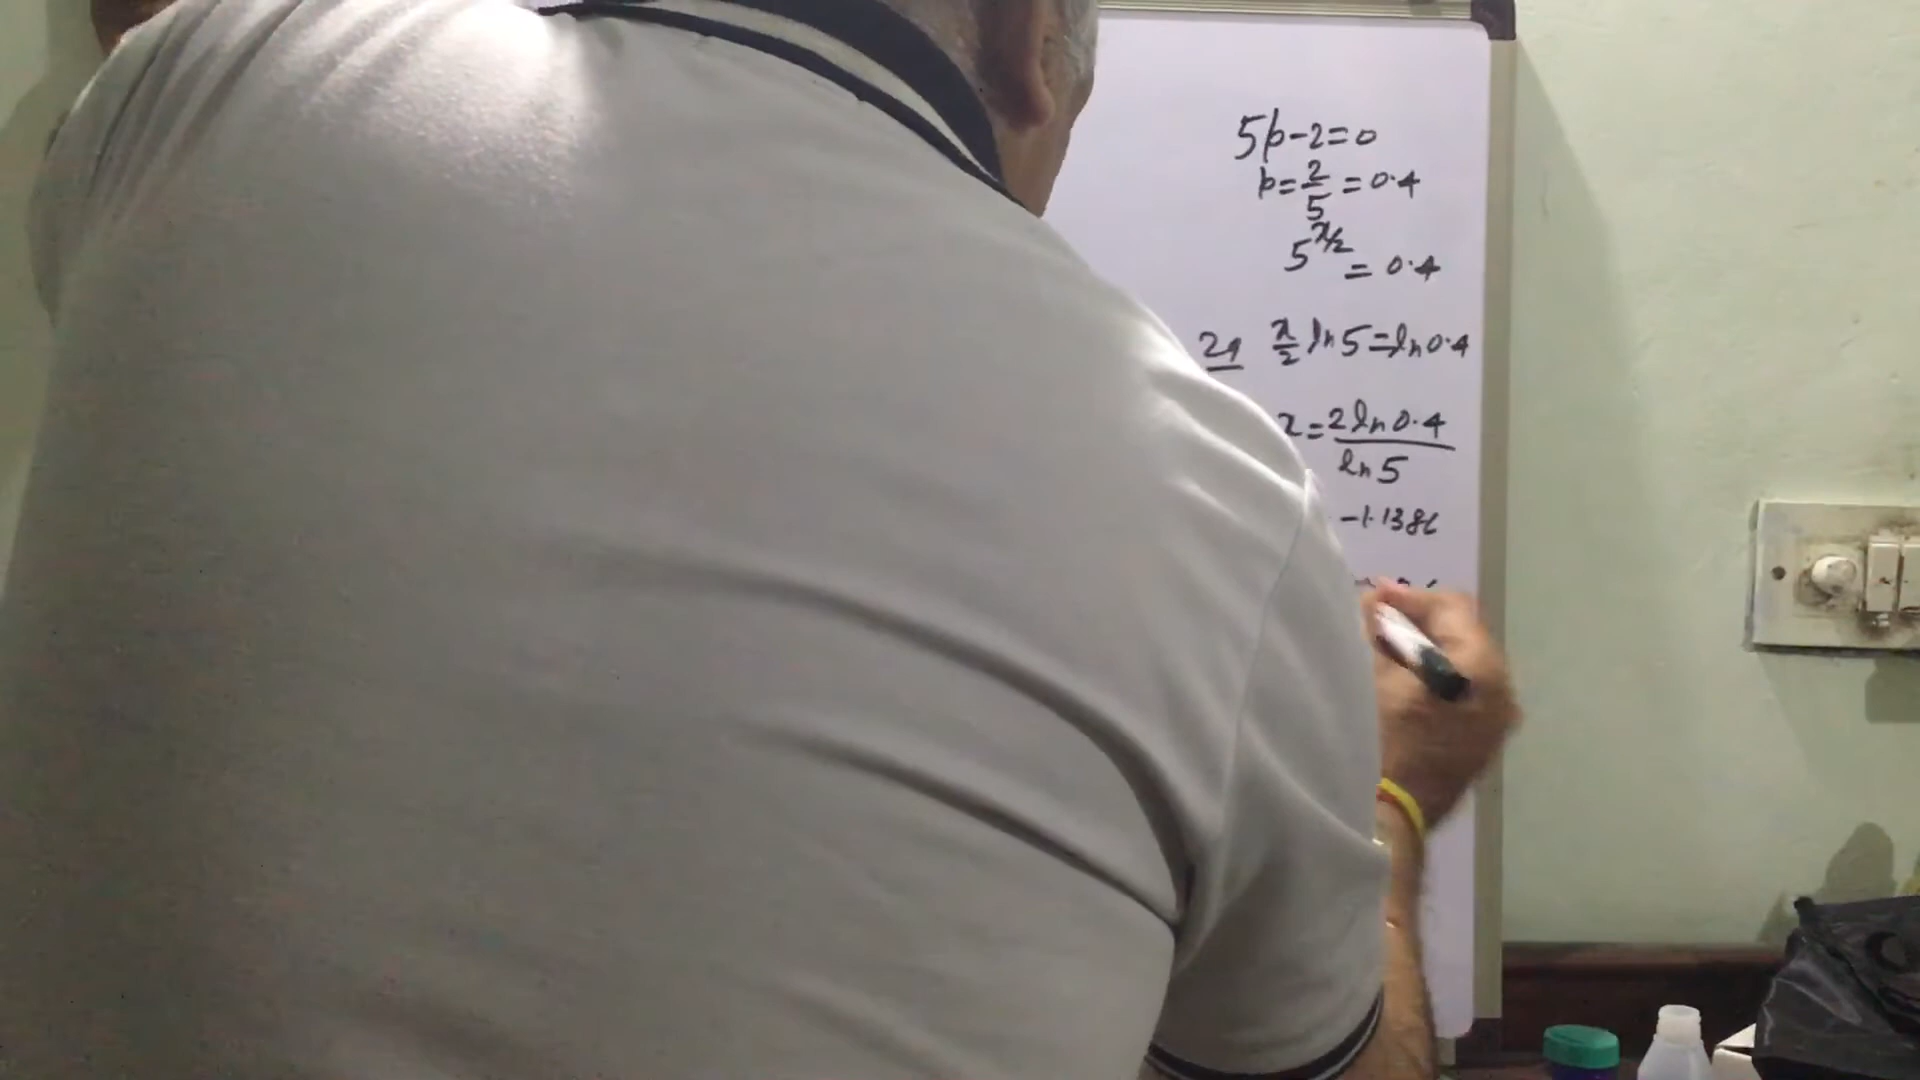 5p-2=0
p=2/5=0.4
5^x/2=0.4
24 x/2 ln5=ln0.4
x=2ln0.4/ln5
-1.1386